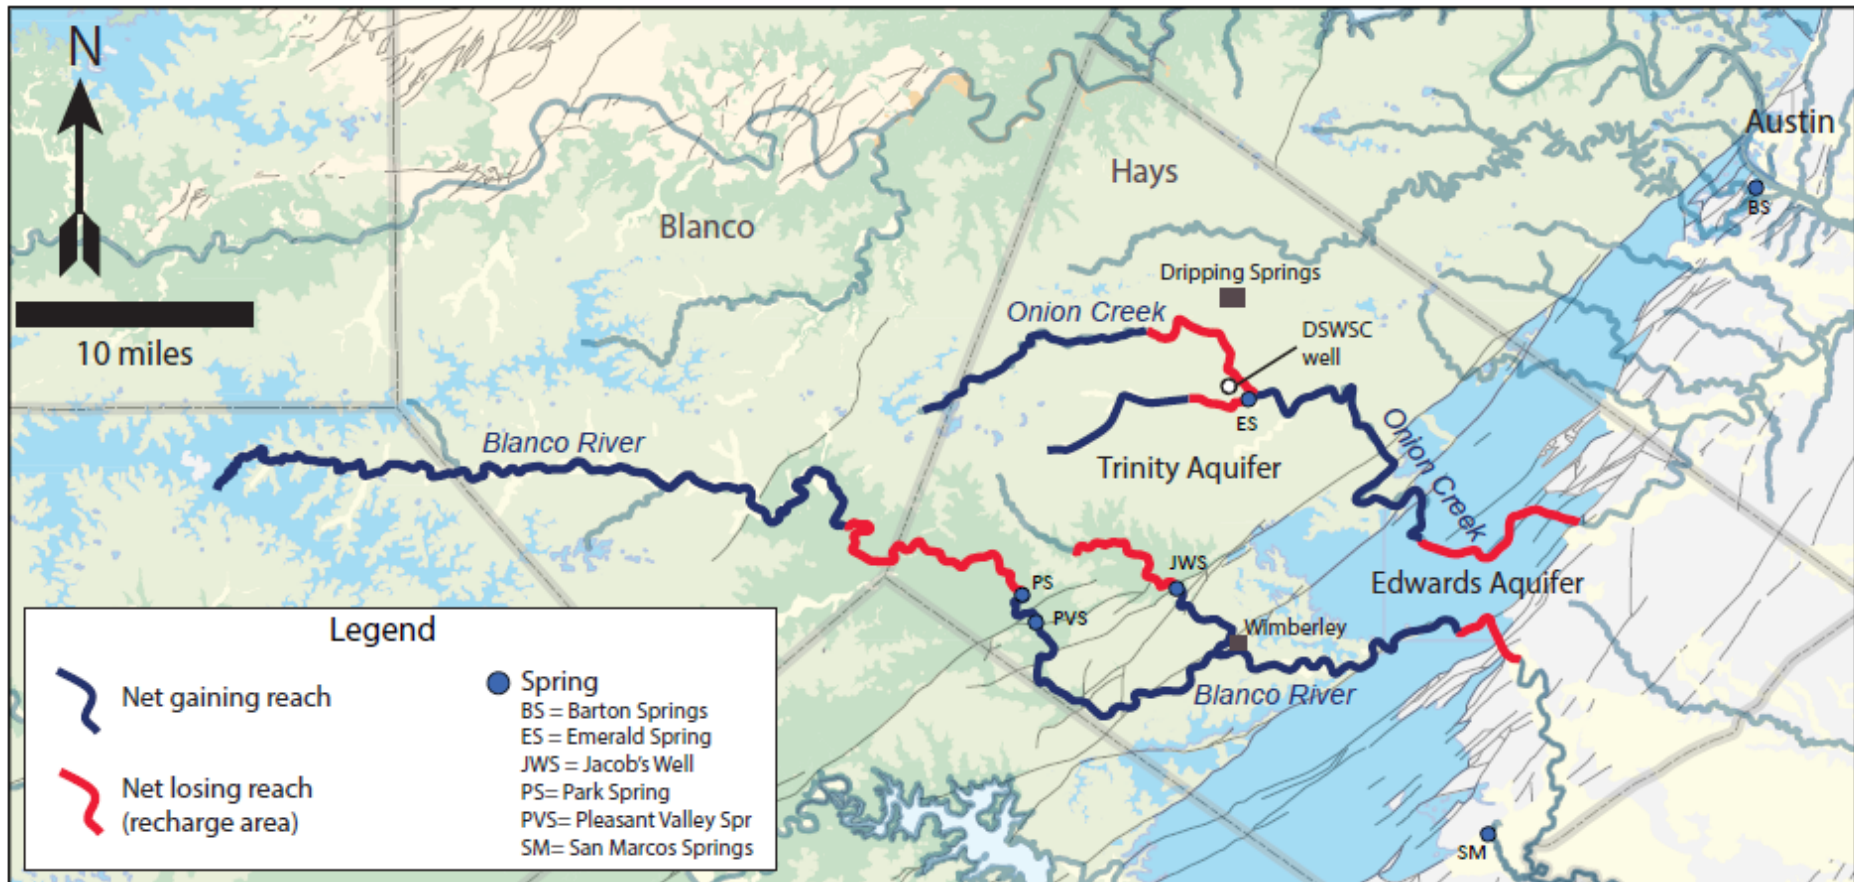 N
10 miles
Blanco
Hays
Austin
BS
Dripping Springs
Onion Creek
DSWSC
well
ES
Onion Creek
Blanco River
Trinity Aquifer
JWS
PS
PVS
Edwards Aquifer
Wimberley
Blanco River
SM
Legend
Net gaining reach
Net losing reach
(recharge area)
Spring
BS = Barton Springs
ES = Emerald Spring
JWS = Jacob's Well
PS= Park Spring
PVS= Pleasant Valley Spr
SM= San Marcos Springs